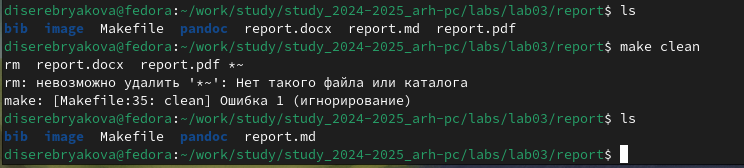 diserebryakova@fedora:~/work/study/study_2024-2025_arh-pc/labs/lab03/report$ ls
bib  image  Makefile  pandoc  report.docx  report.md  report.pdf
diserebryakova@fedora:~/work/study/study_2024-2025_arh-pc/labs/lab03/report$ make clean
rm  report.docx  report.pdf *~
rm: невозможно удалить '*~': Нет такого файла или каталога
make: [Makefile:35: clean] Ошибка 1 (игнорирование)
diserebryakova@fedora:~/work/study/study_2024-2025_arh-pc/labs/lab03/report$ ls
bib  image  Makefile  pandoc  report.md
diserebryakova@fedora:~/work/study/study_2024-2025_arh-pc/labs/lab03/report$